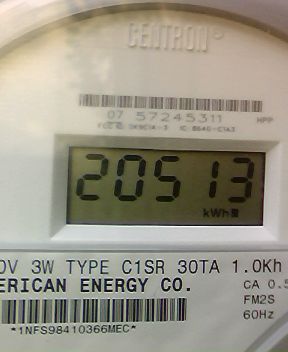 CENTRON
07 57245311
HPP
20513
kWh
0V 3W TYPE C1SR 30TA 1.0Kh
ERICAN ENERGY CO.
CA 0.5
FM2S
60Hz
*1NFS98410366MEC*